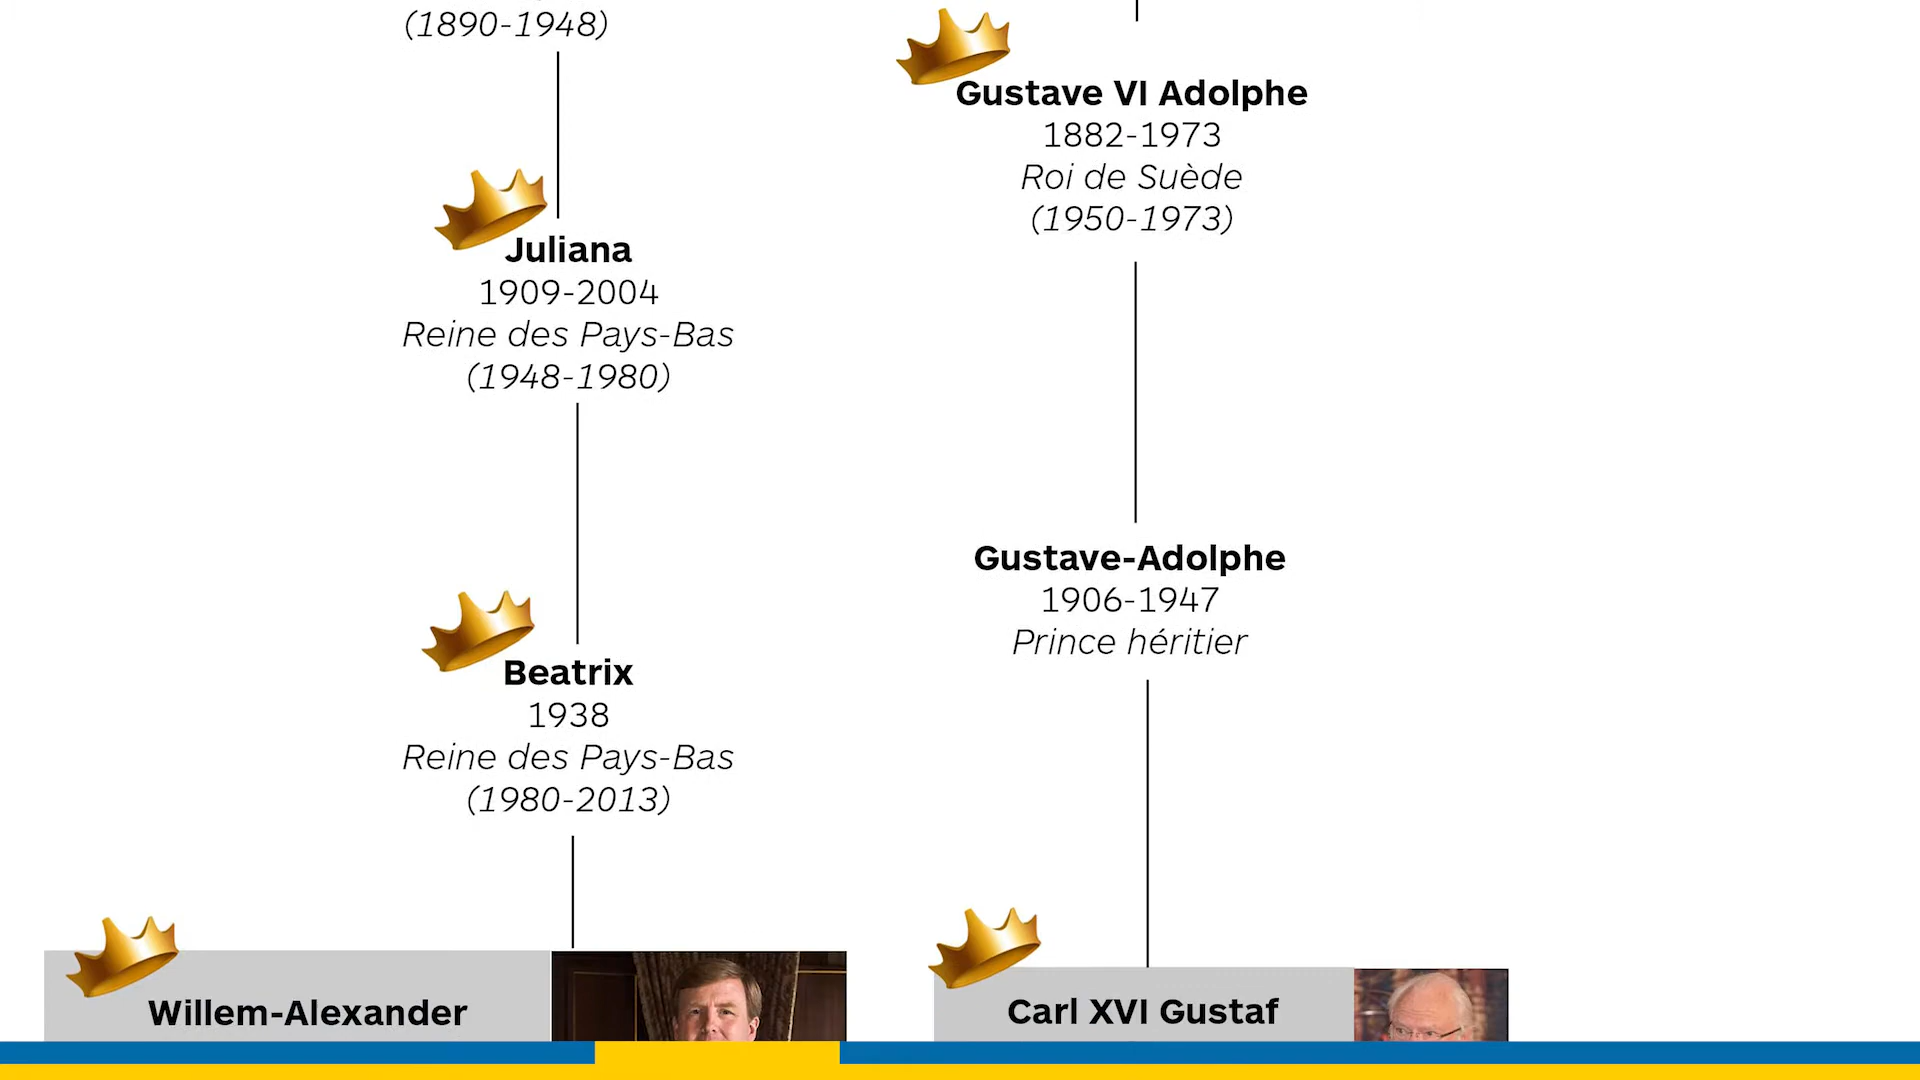 (1890-1948)
Juliana
1909-2004
Reine des Pays-Bas
(1948-1980)
Beatrix
1938
Reine des Pays-Bas
(1980-2013)
Willem-Alexander
Gustave VI Adolphe
1882-1973
Roi de Suède
(1950-1973)
Gustave-Adolphe
1906-1947
Prince héritier
Carl XVI Gustaf